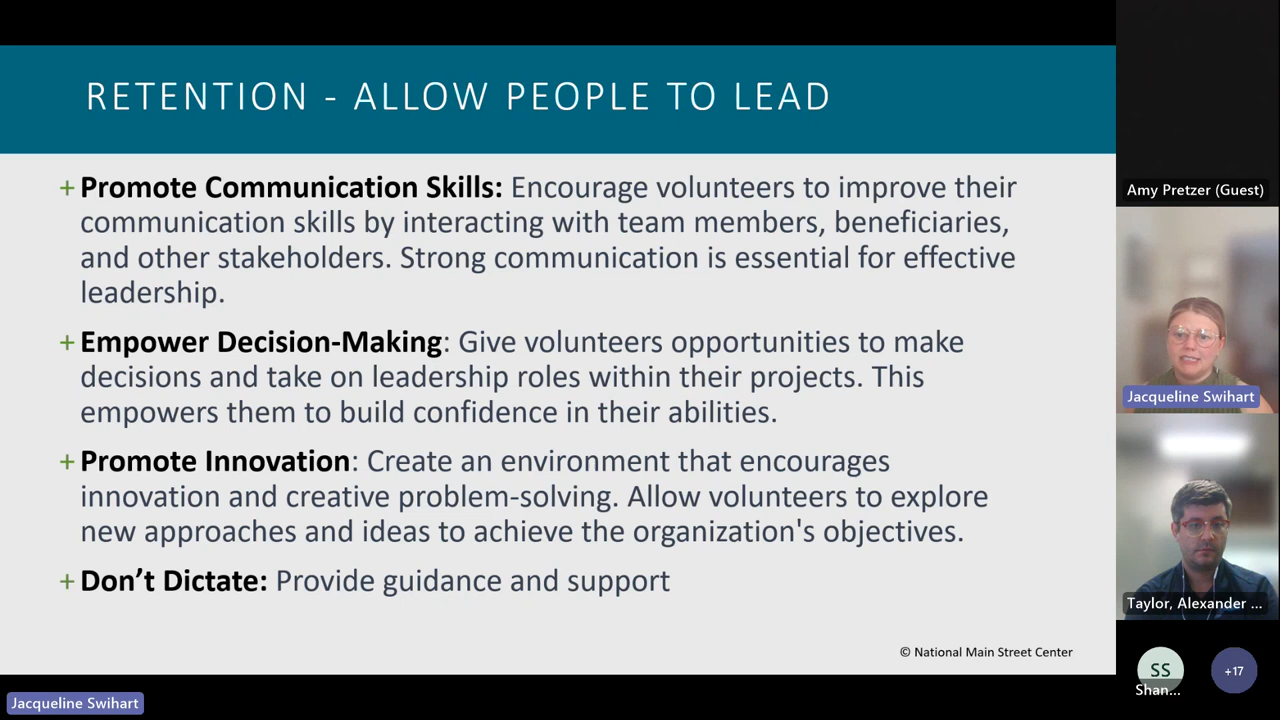 RETENTION - ALLOW PEOPLE TO LEAD
+ Promote Communication Skills: Encourage volunteers to improve their
communication skills by interacting with team members, beneficiaries,
and other stakeholders. Strong communication is essential for effective
leadership.
+ Empower Decision-Making: Give volunteers opportunities to make
decisions and take on leadership roles within their projects. This
empowers them to build confidence in their abilities.
+ Promote Innovation: Create an environment that encourages
innovation and creative problem-solving. Allow volunteers to explore
new approaches and ideas to achieve the organization's objectives.
+ Don’t Dictate: Provide guidance and support
© National Main Street Center
Jacqueline Swihart
Amy Pretzer (Guest)
Jacqueline Swihart
Taylor, Alexander ...
SS
Shan...
+17